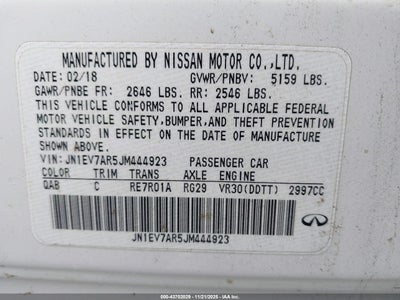 MANUFACTURED BY NISSAN MOTOR CO.,LTD.
DATE: 02/18 GVWR/PNBV: 5159 LBS.
GAWR/PNBE FR: 2646 LBS. RR: 2546 LBS.
THIS VEHICLE CONFORMS TO ALL APPLICABLE FEDERAL
MOTOR VEHICLE SAFETY,BUMPER,AND THEFT PREVENTION
STANDARDS IN EFFECT ON THE DATE OF MANUFACTURE
SHOWN ABOVE.
VIN: JN1EV7AR5JM444923 PASSENGER CAR
COLOR TRIM TRANS AXLE ENGINE
QAB C RE7R01A RG29 VR30(DDTT) 2997CC
JN1EV7AR5JM444923
INFINITI
000-43702029 - 11/21/2025 - IAAI.COM